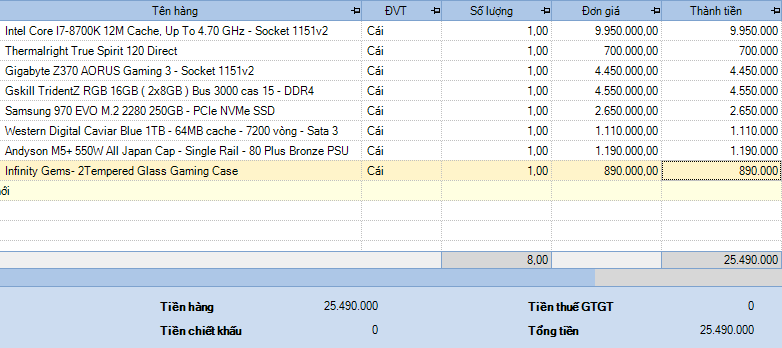 Tên hàng ĐVT Số lượng Đơn giá Thành tiền
Intel Core I7-8700K 12M Cache, Up To 4.70 GHz - Socket 1151v2 Cái 1,00 9.950.000,00 9.950.000
Thermalright True Spirit 120 Direct Cái 1,00 700.000,00 700.000
Gigabyte Z370 AORUS Gaming 3 - Socket 1151v2 Cái 1,00 4.450.000,00 4.450.000
Gskill TridentZ RGB 16GB ( 2x8GB ) Bus 3000 cas 15 - DDR4 Cái 1,00 4.550.000,00 4.550.000
Samsung 970 EVO M.2 2280 250GB - PCIe NVMe SSD Cái 1,00 2.650.000,00 2.650.000
Western Digital Caviar Blue 1TB - 64MB cache - 7200 vòng - Sata 3 Cái 1,00 1.110.000,00 1.110.000
Andyson M5+ 550W All Japan Cap - Single Rail - 80 Plus Bronze PSU Cái 1,00 1.190.000,00 1.190.000
Infinity Gems- 2Tempered Glass Gaming Case Cái 1,00 890.000,00 890.000
ới
8,00 25.490.000
Tiền hàng 25.490.000 Tiền thuế GTGT 0
Tiền chiết khấu 0 Tổng tiền 25.490.000